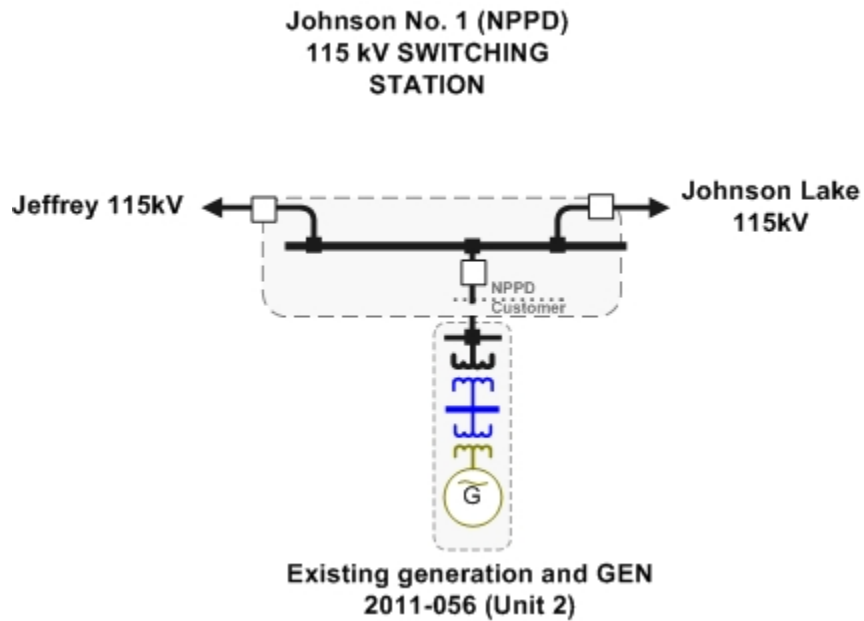 Johnson No. 1 (NPPD)
115 kV SWITCHING
STATION
Jeffrey 115kV
Johnson Lake
115kV
NPPD
Customer
G
Existing generation and GEN
2011-056 (Unit 2)